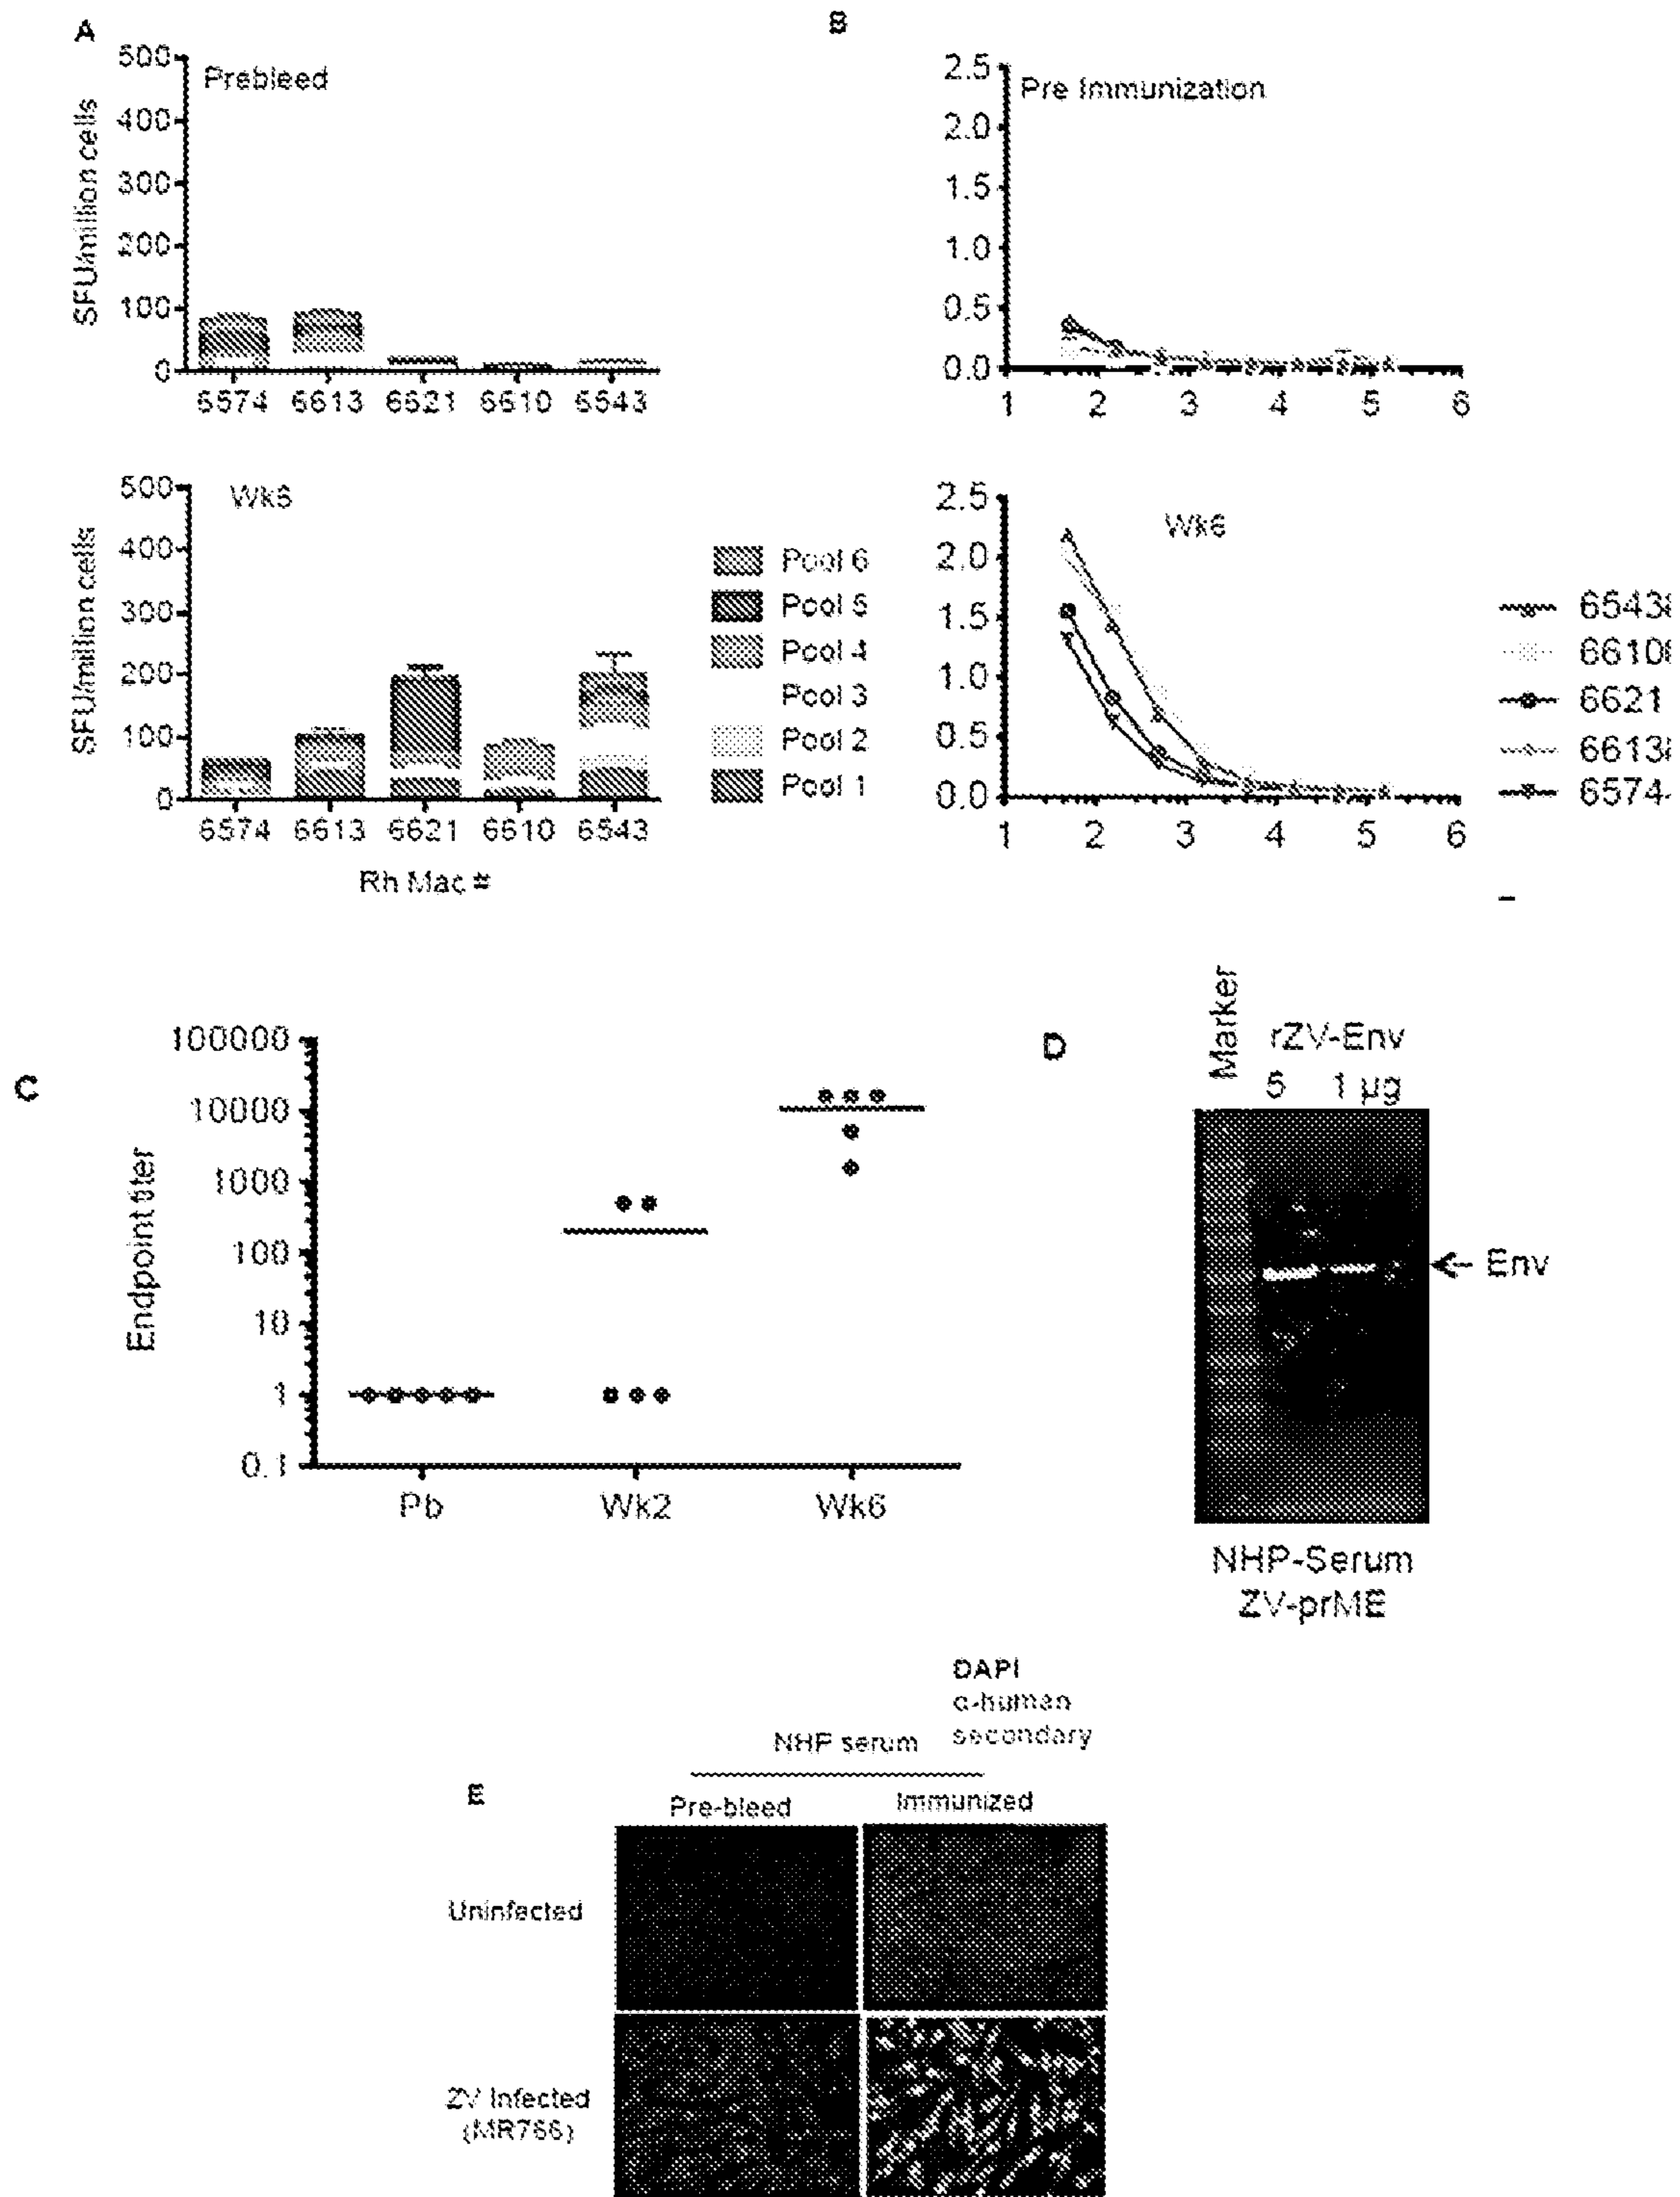 A
Prebleed
SFU/million cells
500
400
300
200
100
0
6574 6613 6621 6610 6543
Wk6
SFU/million cells
500
400
300
200
100
0
6574 6613 6621 6610 6543
Rh Mac #
Pool 6
Pool 5
Pool 4
Pool 3
Pool 2
Pool 1
B
Pre Immunization
2.5
2.0
1.5
1.0
0.5
0.0
1 2 3 4 5 6
Wk6
2.5
2.0
1.5
1.0
0.5
0.0
1 2 3 4 5 6
6543
6610
6621
6613
6574
C
Endpoint titer
100000
10000
1000
100
10
1
0.1
Pb Wk2 Wk6
D
Marker
rZV-Env
5 1 µg
Env
NHP-Serum
ZV-prME
E
DAPI
α-human
secondary
NHP serum
Pre-bleed Immunized
Uninfected
ZV Infected
(MR766)